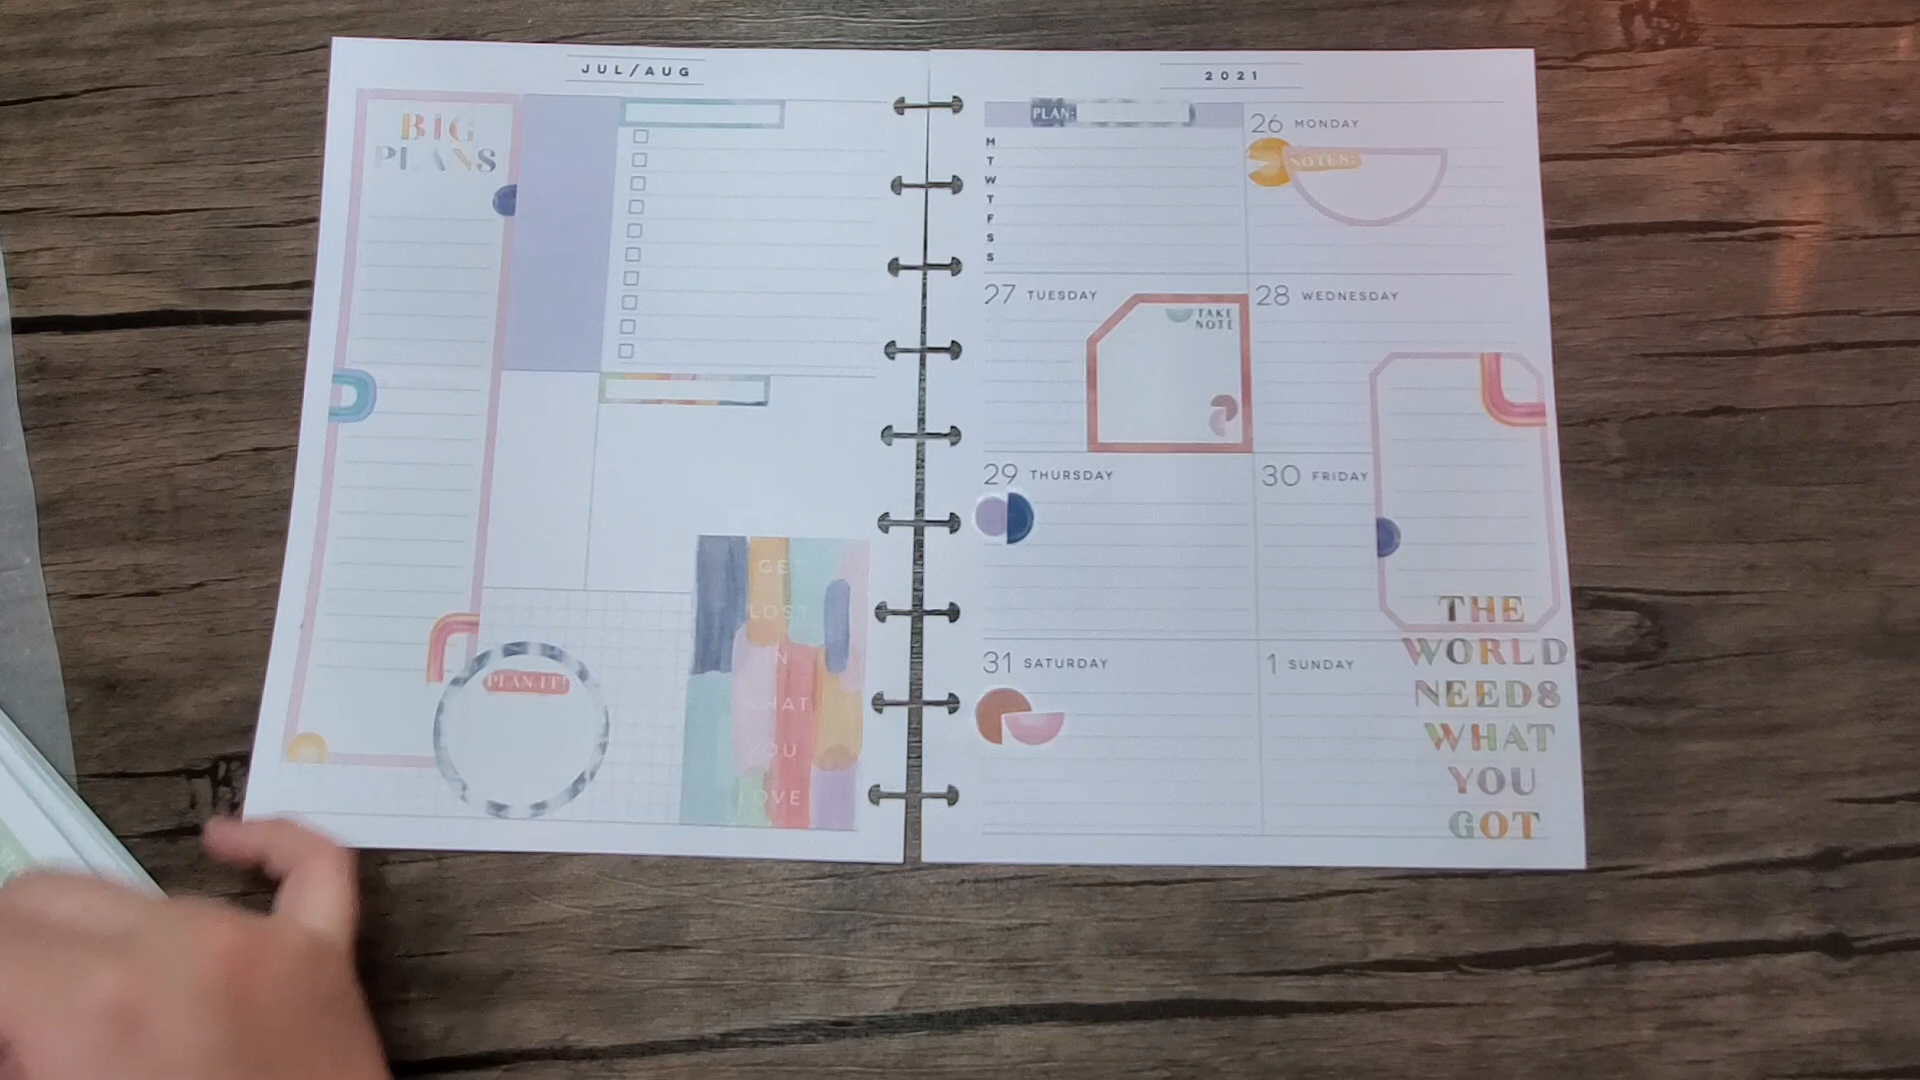 JUL/AUG
BIG
PLANS
PLAN IT!
GET
LOST
IN
WHAT
YOU
LOVE
2021
PLAN:
M
T
W
T
F
S
S
26 MONDAY
NOTES:
27 TUESDAY
TAKE
NOTE
28 WEDNESDAY
29 THURSDAY
30 FRIDAY
31 SATURDAY
1 SUNDAY
THE
WORLD
NEEDS
WHAT
YOU
GOT